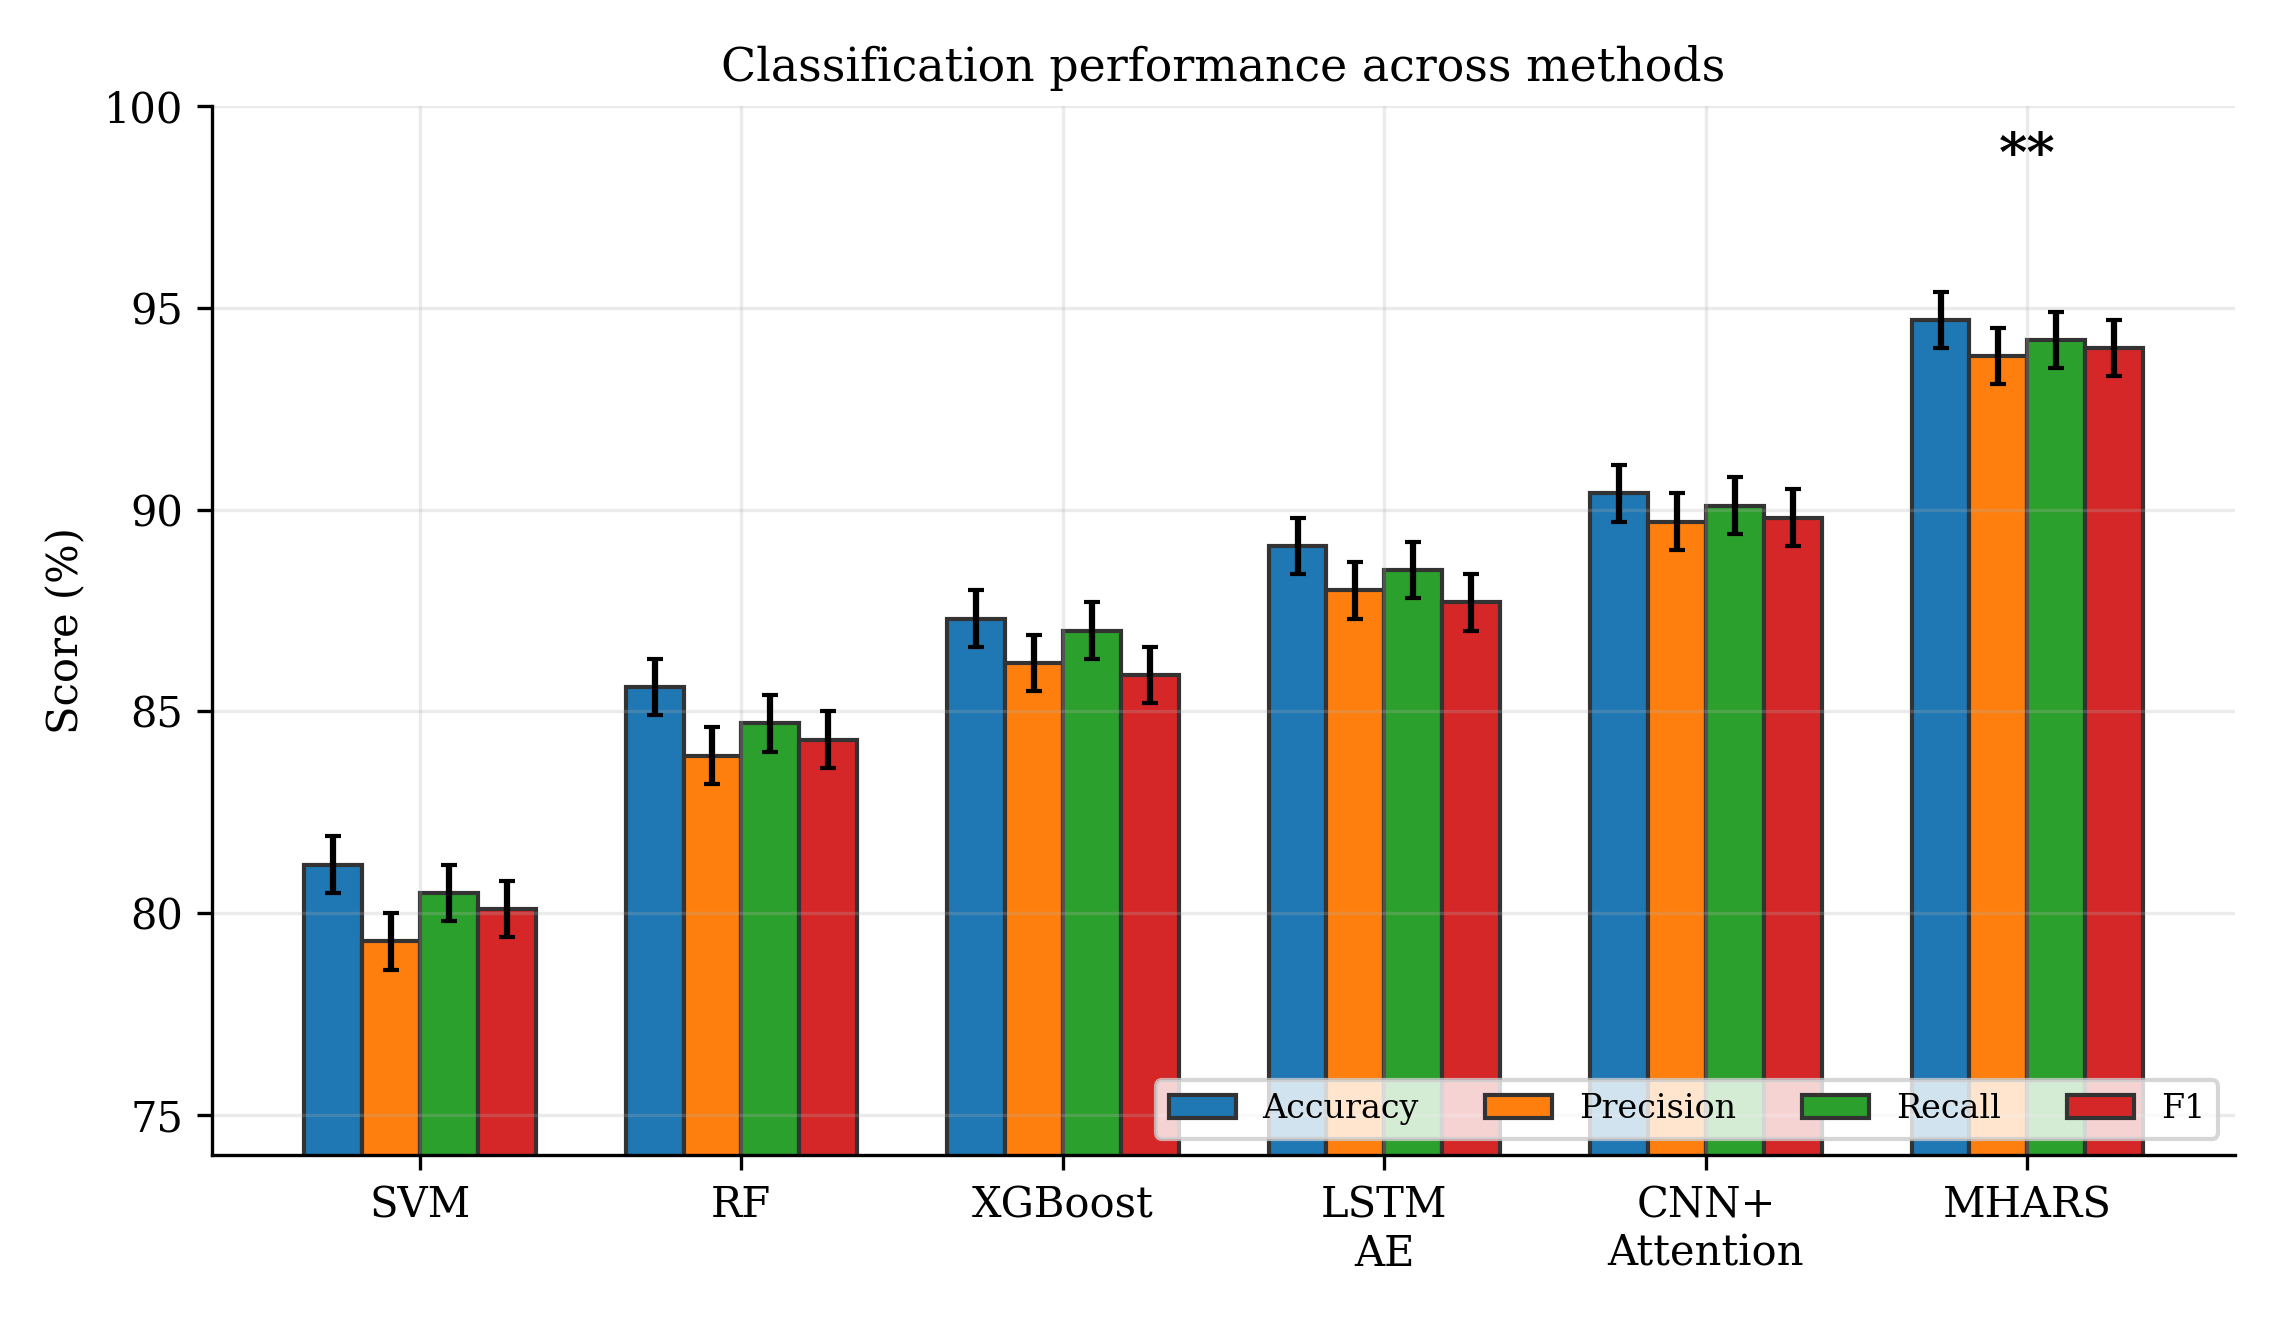 Classification performance across methods
100
95
90
85
80
75
Score (%)
**
Accuracy Precision Recall F1
SVM RF XGBoost LSTM AE CNN+ Attention MHARS